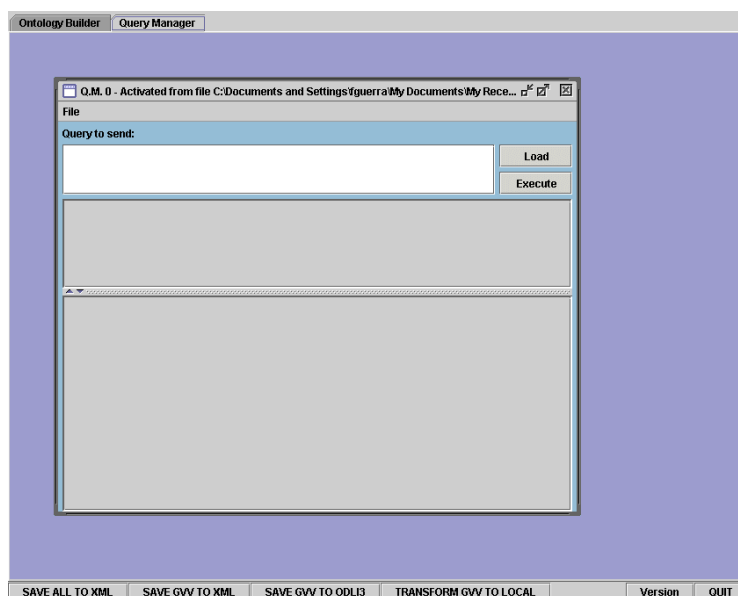 Ontology Builder Query Manager
Q.M. 0 - Activated from file C:\Documents and Settings\fguerra\My Documents\My Rece...
File
Query to send:
Load
Execute
SAVE ALL TO XML SAVE GVV TO XML SAVE GVV TO ODLI3 TRANSFORM GVV TO LOCAL Version QUIT